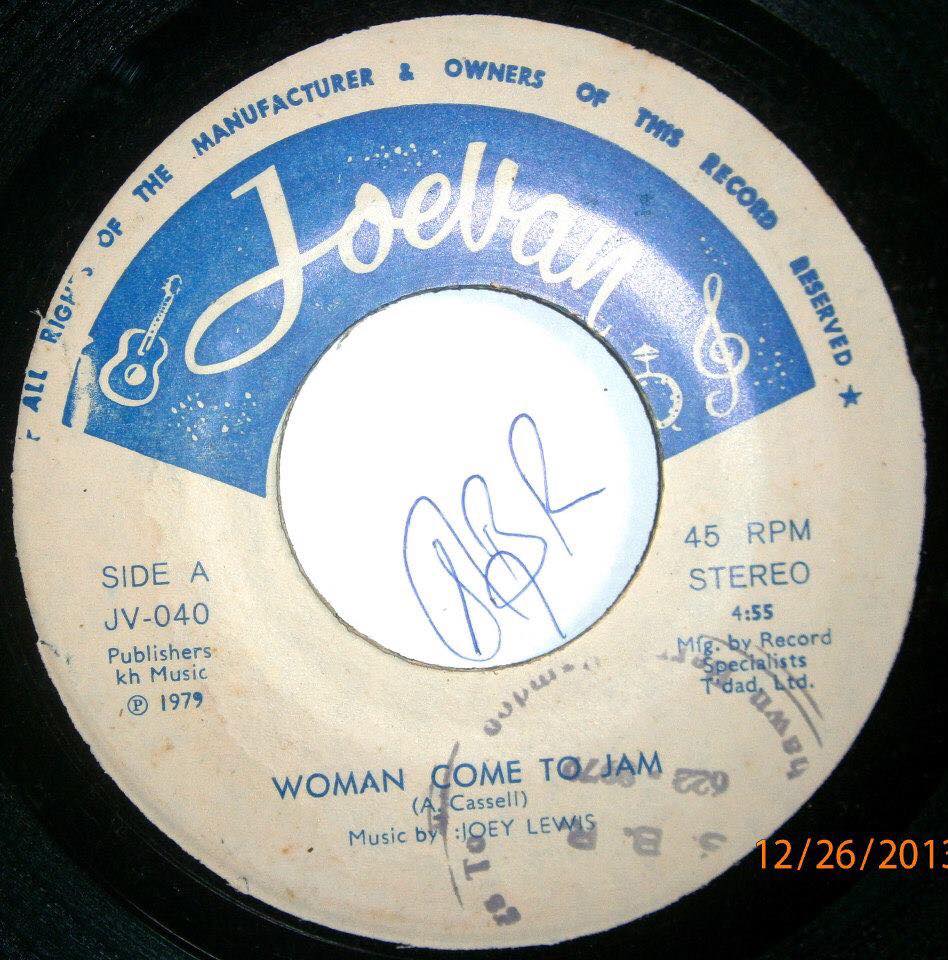 ALL RIGHTS OF THE MANUFACTURER & OWNERS OF THIS RECORD RESERVED ★
Joevan
SIDE A
JV-040
Publishers
kh Music
℗ 1979
45 RPM
STEREO
4:55
Mfg. by Record
Specialists
T'dad, Ltd.
WOMAN COME TO JAM
(A. Cassell)
Music by :JOEY LEWIS
12/26/2013